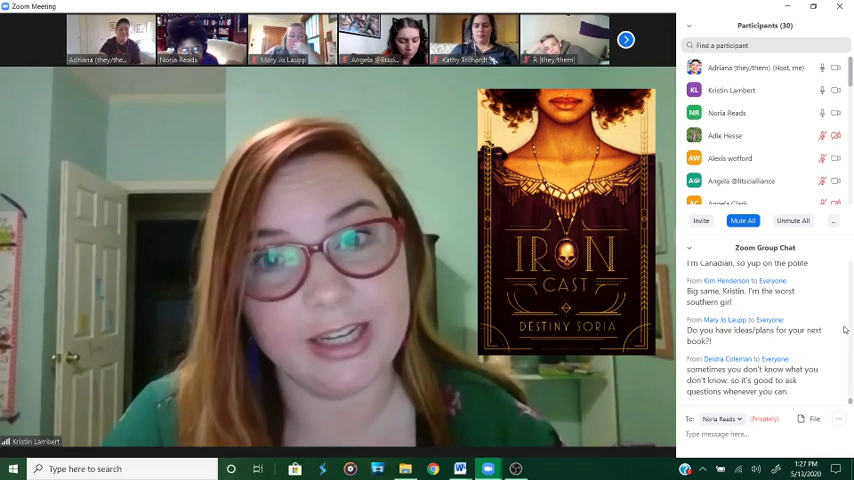 Zoom Meeting
Adriana (they/the...
Noria Reads
Mary Jo Laupp
Angela @litsci...
Kathy Trithardt
R (they/them)
Kristin Lambert
IRON
CAST
DESTINY SORIA
Participants (30)
Find a participant
Adriana (they/them) (Host, me)
KL Kristin Lambert
NR Noria Reads
Adie Hesse
AW Alexis wofford
A@ Angela @litscialliance
Angela Clark
Invite
Mute All
Unmute All
...
Zoom Group Chat
I'm Canadian, so yup on the polite
From Kim Henderson to Everyone:
Big same, Kristin. I'm the worst
southern girl
From Mary Jo Laupp to Everyone:
Do you have ideas/plans for your next
book?!
From Deidra Coleman to Everyone:
sometimes you don't know what you
don't know. so it's good to ask
questions whenever you can.
To: Noria Reads (Privately) File ...
Type message here...
Type here to search
1:27 PM
5/13/2020